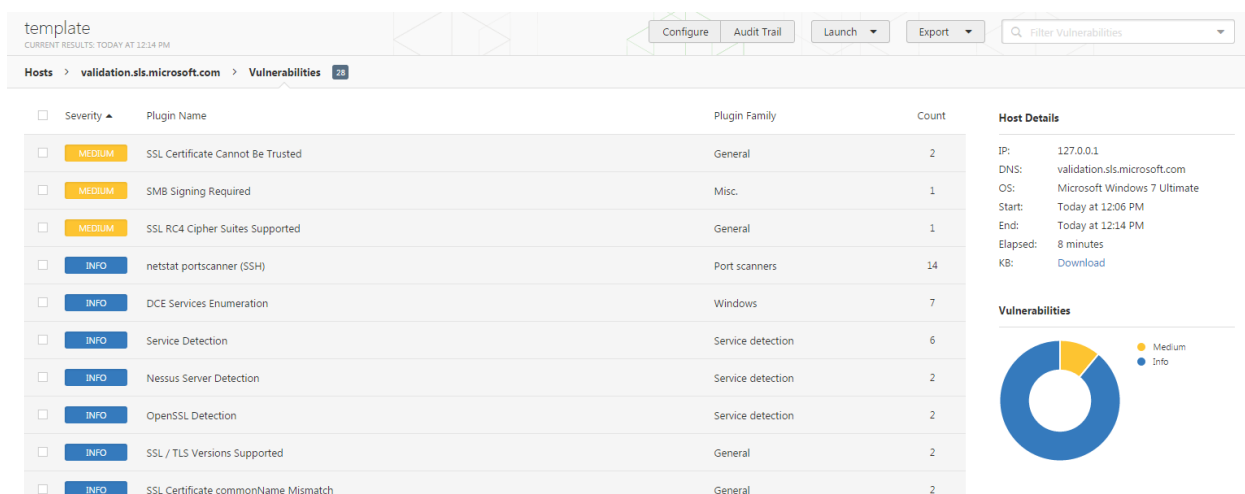 template
CURRENT RESULTS: TODAY AT 12:14 PM
Configure Audit Trail Launch Export Filter Vulnerabilities
Hosts > validation.sls.microsoft.com > Vulnerabilities 28
Severity Plugin Name Plugin Family Count
MEDIUM SSL Certificate Cannot Be Trusted General 2
MEDIUM SMB Signing Required Misc. 1
MEDIUM SSL RC4 Cipher Suites Supported General 1
INFO netstat portscanner (SSH) Port scanners 14
INFO DCE Services Enumeration Windows 7
INFO Service Detection Service detection 6
INFO Nessus Server Detection Service detection 2
INFO OpenSSL Detection Service detection 2
INFO SSL / TLS Versions Supported General 2
INFO SSL Certificate commonName Mismatch General 2
Host Details
IP: 127.0.0.1
DNS: validation.sls.microsoft.com
OS: Microsoft Windows 7 Ultimate
Start: Today at 12:06 PM
End: Today at 12:14 PM
Elapsed: 8 minutes
KB: Download
Vulnerabilities
Medium
Info